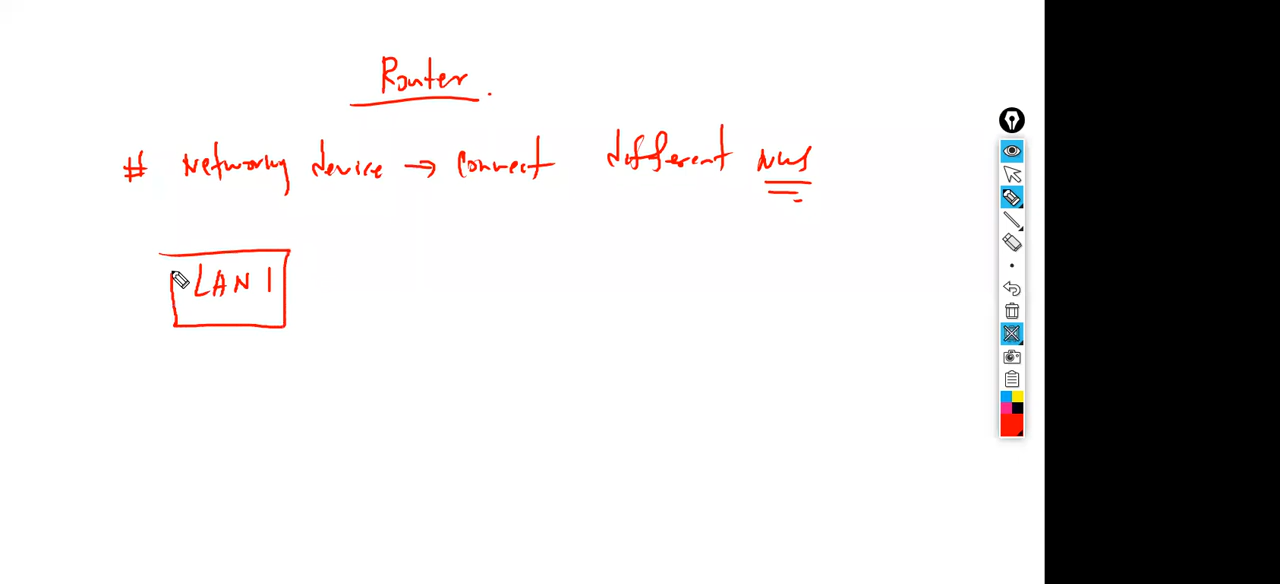 Router.
# Networking device → Connect different NWs
LAN 1